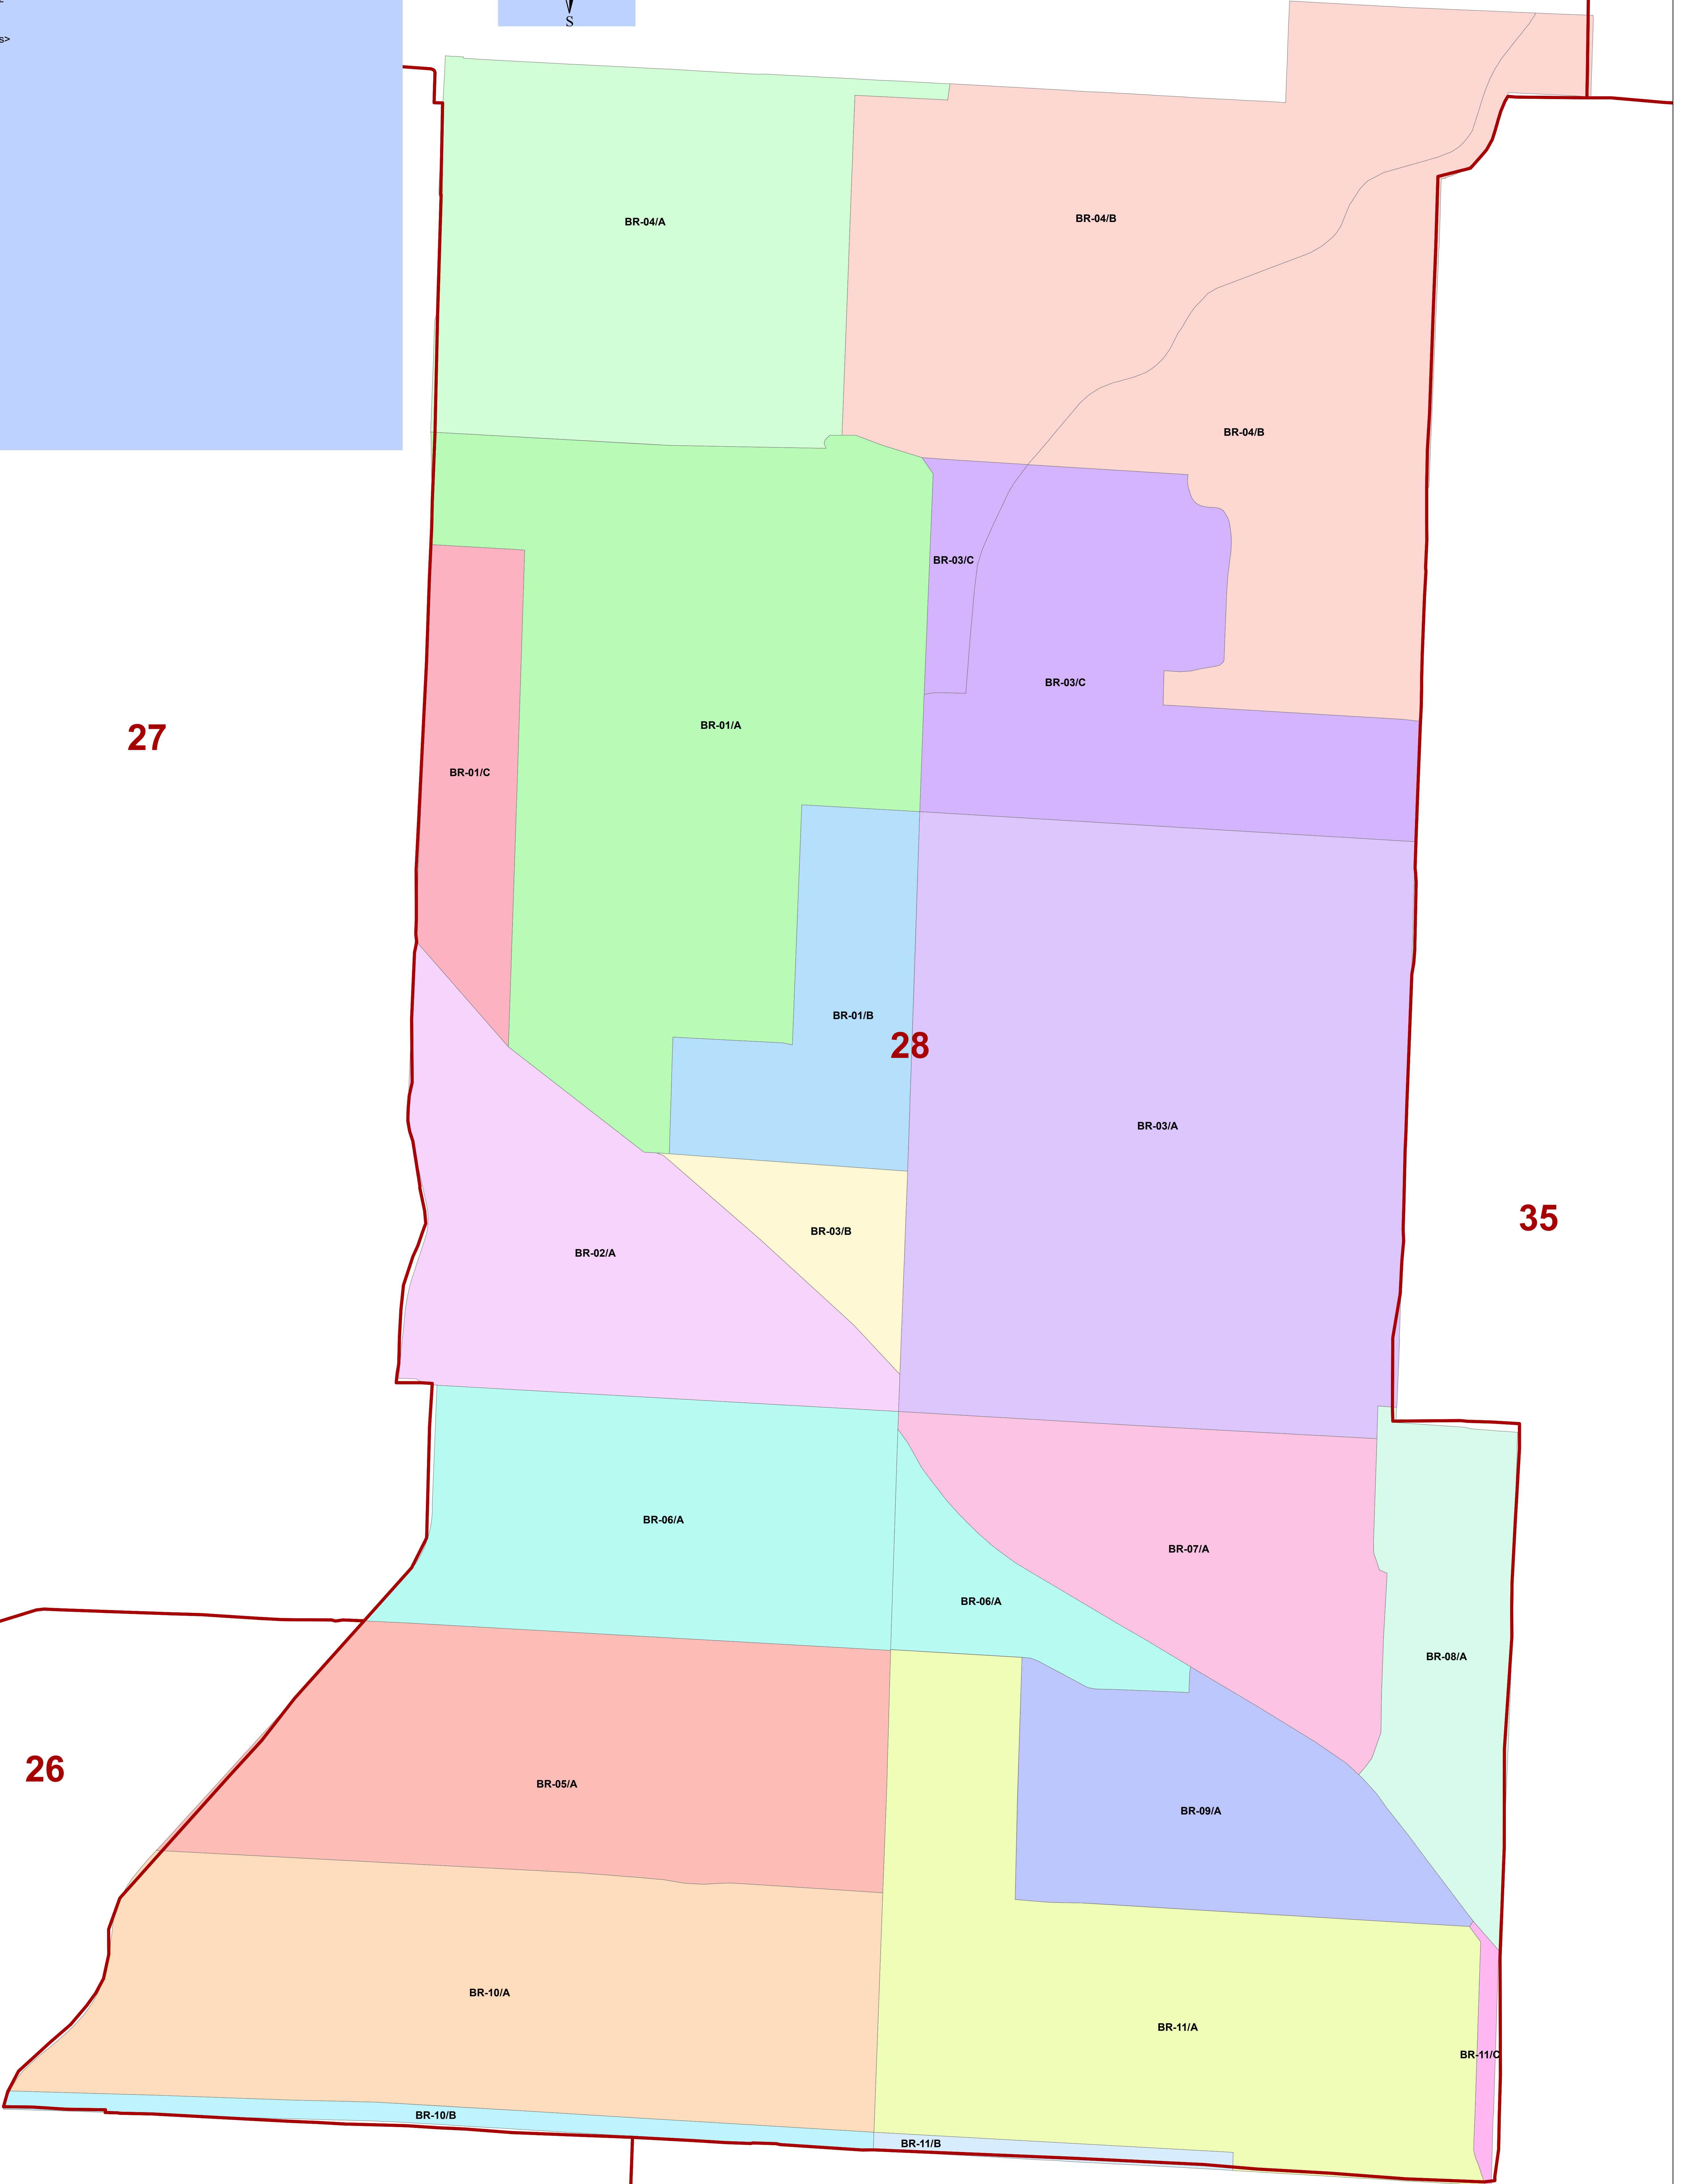 S
s>
BR-04/A
BR-04/B
BR-04/B
BR-03/C
BR-03/C
BR-01/A
27
BR-01/C
BR-01/B
28
BR-03/A
35
BR-03/B
BR-02/A
BR-06/A
BR-07/A
BR-06/A
BR-08/A
26
BR-05/A
BR-09/A
BR-10/A
BR-11/A
BR-11/C
BR-10/B
BR-11/B